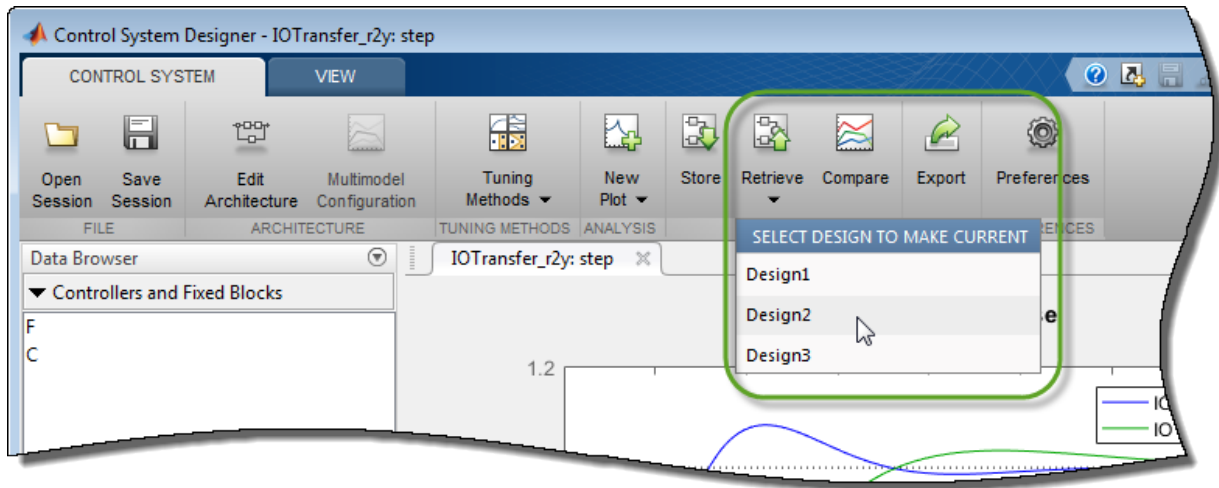 Control System Designer - IOTransfer_r2y: step
CONTROL SYSTEM VIEW
Open Save Edit Multimodel Tuning New Store Retrieve Compare Export Preferences
Session Session Architecture Configuration Methods Plot
FILE ARCHITECTURE TUNING METHODS ANALYSIS
SELECT DESIGN TO MAKE CURRENT
Data Browser IOTransfer_r2y: step
Design1
Controllers and Fixed Blocks
F
Design2
C
Design3
1.2